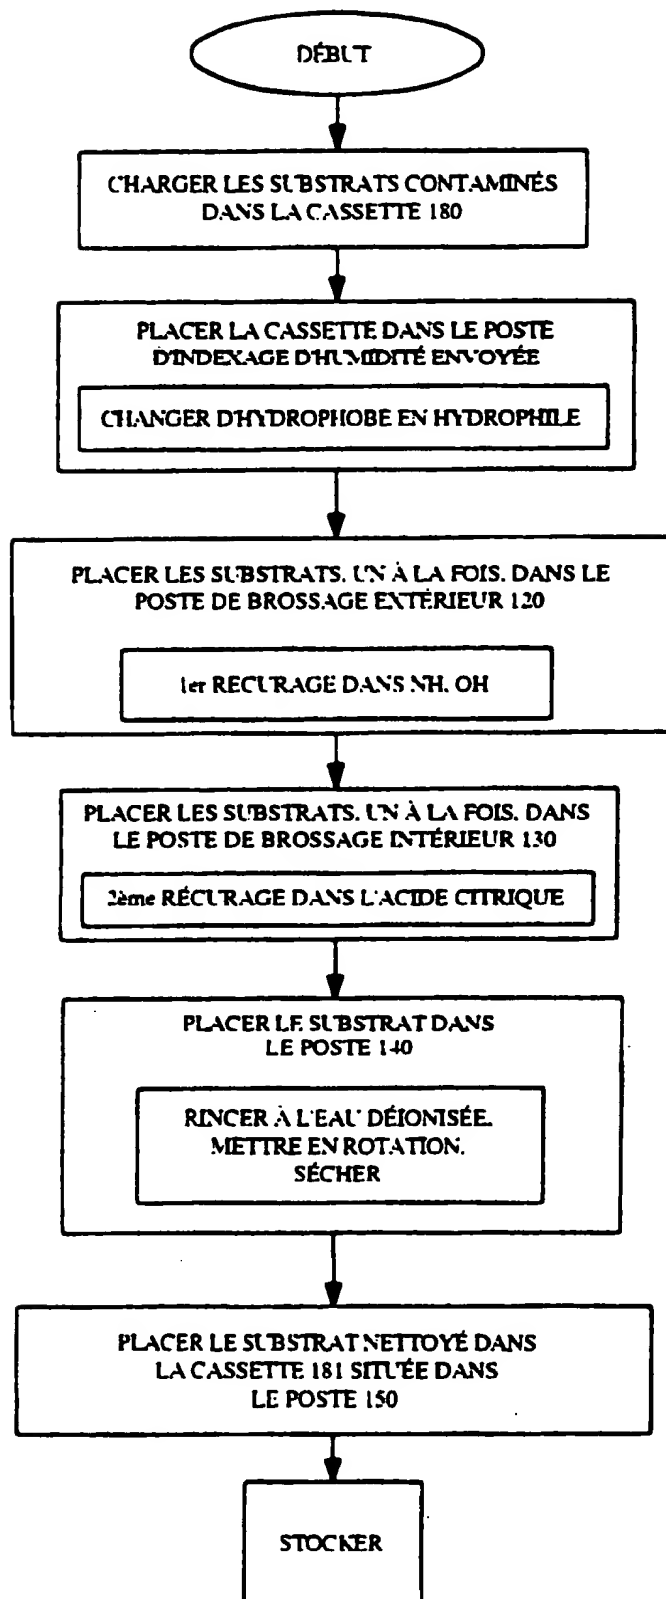 DÉBUT
CHARGER LES SUBSTRATS CONTAMINÉS
DANS LA CASSETTE 180
PLACER LA CASSETTE DANS LE POSTE
D'INDEXAGE D'HUMIDITÉ ENVOYÉE
CHANGER D'HYDROPHOBE EN HYDROPHILE
PLACER LES SUBSTRATS, UN À LA FOIS, DANS LE
POSTE DE BROSSAGE EXTÉRIEUR 120
1er RECURAGE DANS NH, OH
PLACER LES SUBSTRATS, UN À LA FOIS, DANS
LE POSTE DE BROSSAGE INTÉRIEUR 130
2ème RÉCURAGE DANS L'ACIDE CITRIQUE
PLACER LE SUBSTRAT DANS
LE POSTE 140
RINCER À L'EAU DÉIONISÉE,
METTRE EN ROTATION,
SÉCHER
PLACER LE SUBSTRAT NETTOYÉ DANS
LA CASSETTE 181 SITUÉE DANS
LE POSTE 150
STOCKER